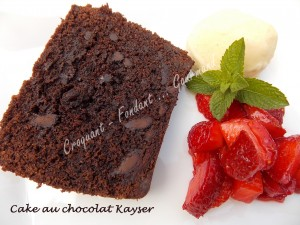 Croquant - Fondant ... Gourmand
Cake au chocolat Kayser